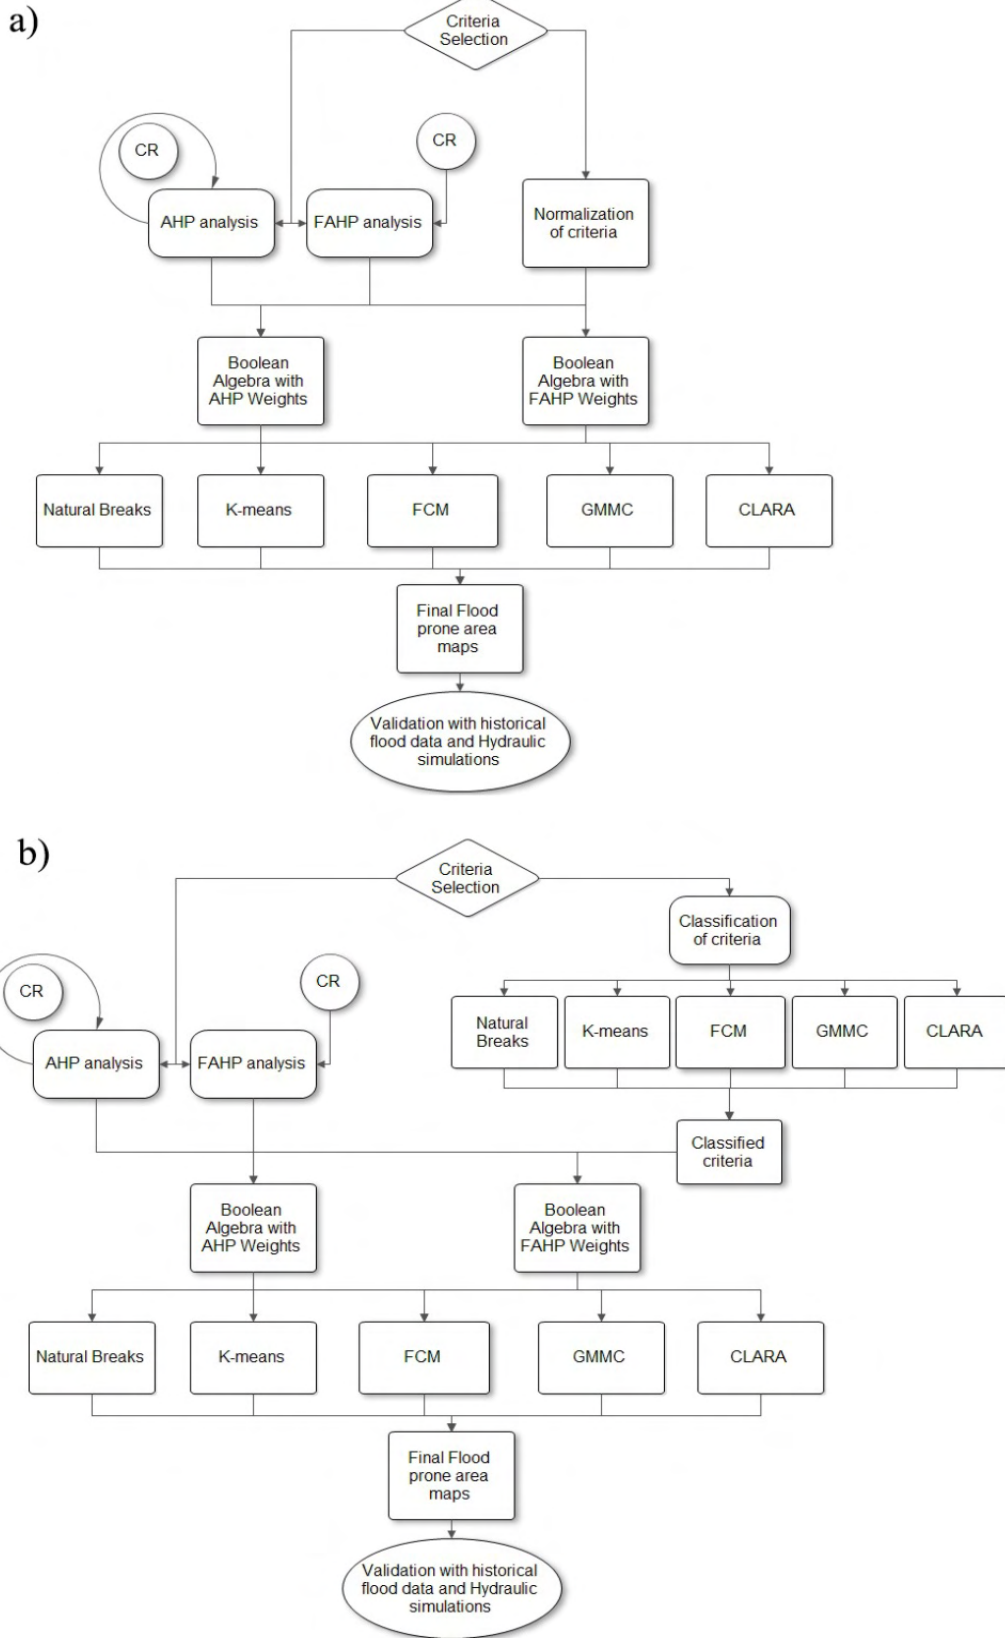 a)
Criteria
Selection
CR
CR
AHP analysis
FAHP analysis
Normalization
of criteria
Boolean
Algebra with
AHP Weights
Boolean
Algebra with
FAHP Weights
Natural Breaks
K-means
FCM
GMMC
CLARA
Final Flood
prone area
maps
Validation with historical
flood data and Hydraulic
simulations
b)
Criteria
Selection
Classification
of criteria
CR
CR
AHP analysis
FAHP analysis
Natural
Breaks
K-means
FCM
GMMC
CLARA
Classified
criteria
Boolean
Algebra with
AHP Weights
Boolean
Algebra with
FAHP Weights
Natural Breaks
K-means
FCM
GMMC
CLARA
Final Flood
prone area
maps
Validation with historical
flood data and Hydraulic
simulations